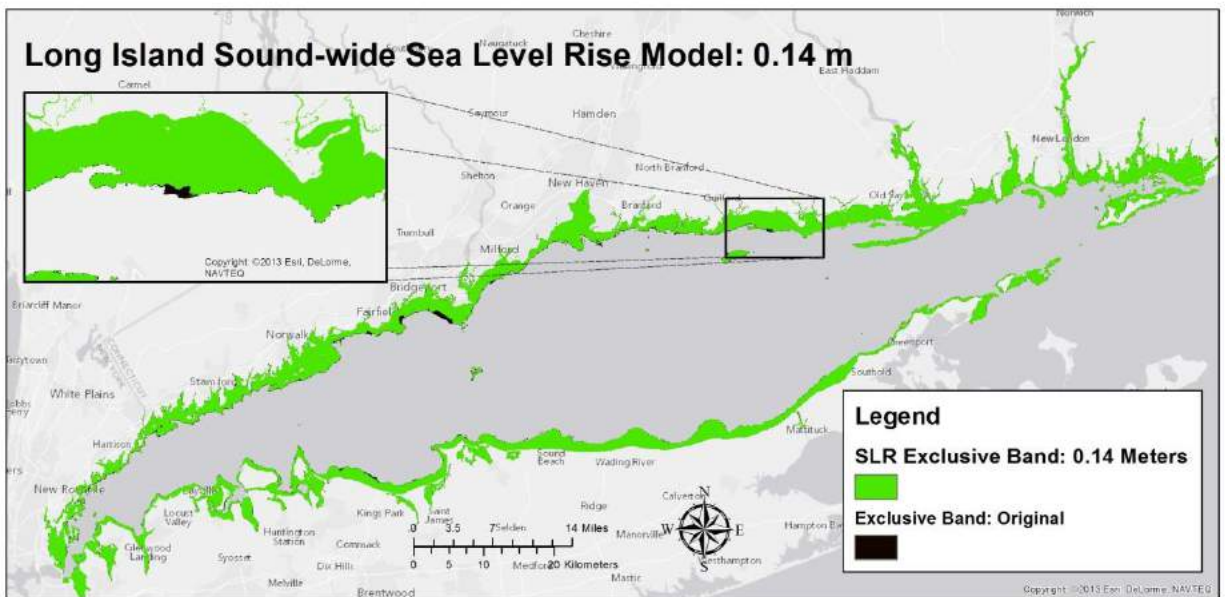 Long Island Sound-wide Sea Level Rise Model: 0.14 m
Norwich
Cheshire
Naugatuck
East Haddam
Carmel
Seymour
Hamden
New London
North Branford
Shelton
New Haven
Orange
Branford
Guilford
Trumbull
Milford
Copyright: ©2013 Esri, DeLorme,
NAVTEQ
Bridgeport
Briarcliff Manor
Fairfield
Norwalk
CONNECTICUT
Greenport
White Plains
Stamford
Southold
Legend
SLR Exclusive Band: 0.14 Meters
Exclusive Band: Original
Harrison
Mattituck
Sound
Beach
Wading River
New Rochelle
Bayville
Locust
Valley
Kings Park
Saint
James
Ridge
Calverton
N
W
E
S
0 3.5 7 14 Miles
Selden
Manorville
Hampton
Glenwood
Landing
Huntington
Station
Syosset
Commack
0 5 10 20 Kilometers
Dix Hills
Medford
Westhampton
Melville
Mastic
Brentwood
Copyright: ©2013 Esri, DeLorme, NAVTEQ